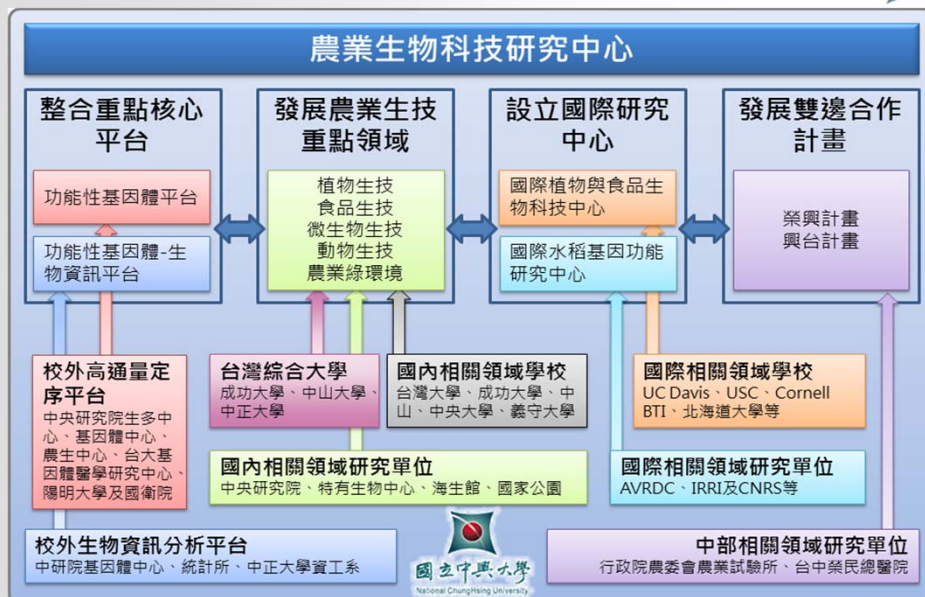 農業生物科技研究中心
整合重點核心
平台
功能性基因體平台
功能性基因體-生
物資訊平台
發展農業生技
重點領域
植物生技
食品生技
微生物生技
動物生技
農業綠環境
設立國際研究
中心
國際植物與食品生
物科技中心
國際水稻基因功能
研究中心
發展雙邊合作
計畫
榮興計畫
興台計畫
校外高通量定
序平台
中央研究院生多中
心、基因體中心、
農生中心、台大基
因體醫學研究中心、
陽明大學及國衛院
台灣綜合大學
成功大學、中山大學、
中正大學
國內相關領域學校
台灣大學、成功大學、中
山、中央大學、義守大學
國際相關領域學校
UC Davis、USC、Cornell
BTI、北海道大學等
國內相關領域研究單位
中央研究院、特有生物中心、海生館、國家公園
國際相關領域研究單位
AVRDC、IRRI及CNRS等
校外生物資訊分析平台
中研院基因體中心、統計所、中正大學資工系
國立中興大學
National ChungHsing University
中部相關領域研究單位
行政院農委會農業試驗所、台中榮民總醫院